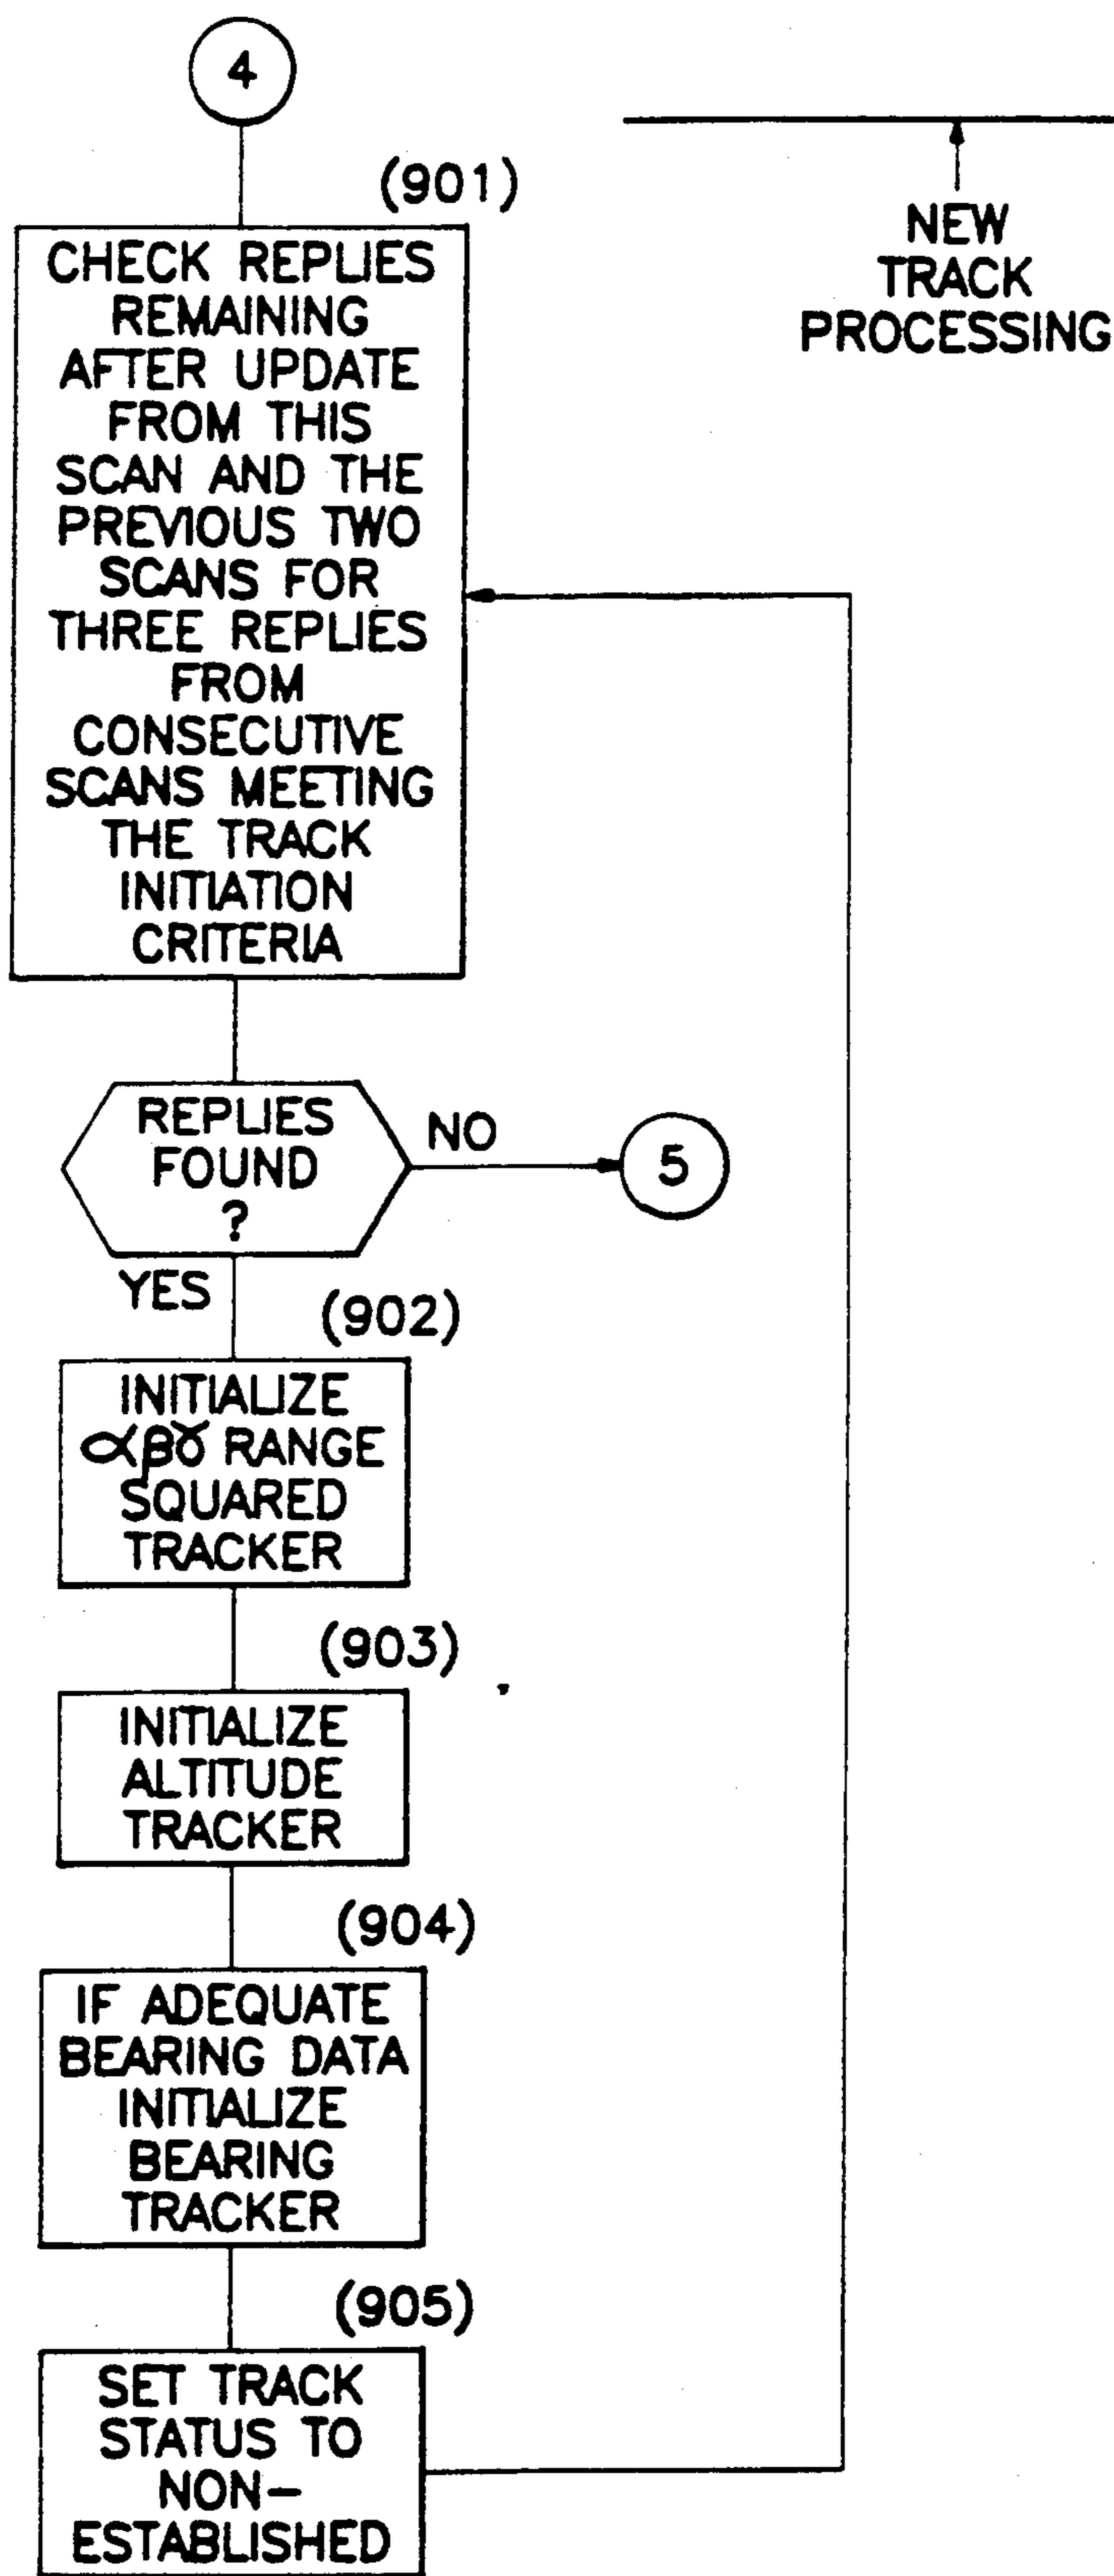 4
NEW
TRACK
PROCESSING
(901)
CHECK REPLIES
REMAINING
AFTER UPDATE
FROM THIS
SCAN AND THE
PREVIOUS TWO
SCANS FOR
THREE REPLIES
FROM
CONSECUTIVE
SCANS MEETING
THE TRACK
INITIATION
CRITERIA
REPLIES
FOUND
?
NO
5
YES
(902)
INITIALIZE
αβγ RANGE
SQUARED
TRACKER
(903)
INITIALIZE
ALTITUDE
TRACKER
(904)
IF ADEQUATE
BEARING DATA
INITIALIZE
BEARING
TRACKER
(905)
SET TRACK
STATUS TO
NON-
ESTABLISHED